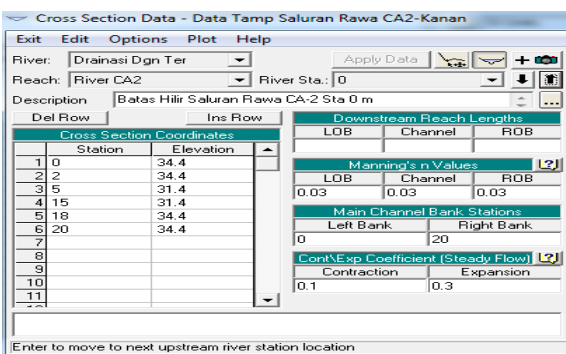 Cross Section Data - Data Tamp Saluran Rawa CA2-Kanan
Exit Edit Options Plot Help
River: Drainasi Dgn Ter Apply Data
Reach: River CA2 River Sta.: 0
Description Batas Hilir Saluran Rawa CA-2 Sta 0 m ...
Del Row Ins Row Downstream Reach Lengths
Cross Section Coordinates LOB Channel ROB
Station Elevation
1 0 34.4 Manning's n Values
2 2 34.4 LOB Channel ROB
3 5 31.4 0.03 0.03 0.03
4 15 31.4 Main Channel Bank Stations
5 18 34.4 Left Bank Right Bank
6 20 34.4 0 20
7
8 Cont\Exp Coefficient (Steady Flow)
9 Contraction Expansion
10 0.1 0.3
11
Enter to move to next upstream river station location